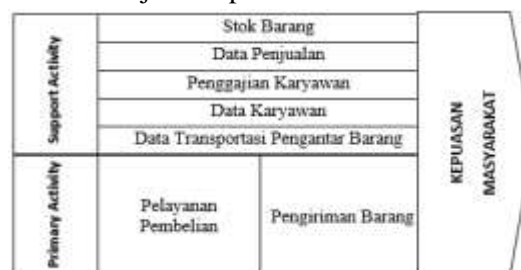 Support Activity
Stok Barang
Data Penjualan
Penggajian Karyawan
Data Karyawan
Data Transportasi Pengantar Barang
Primary Activity
Pelayanan
Pembelian
Pengiriman Barang
KEPUASAN
MASYARAKAT